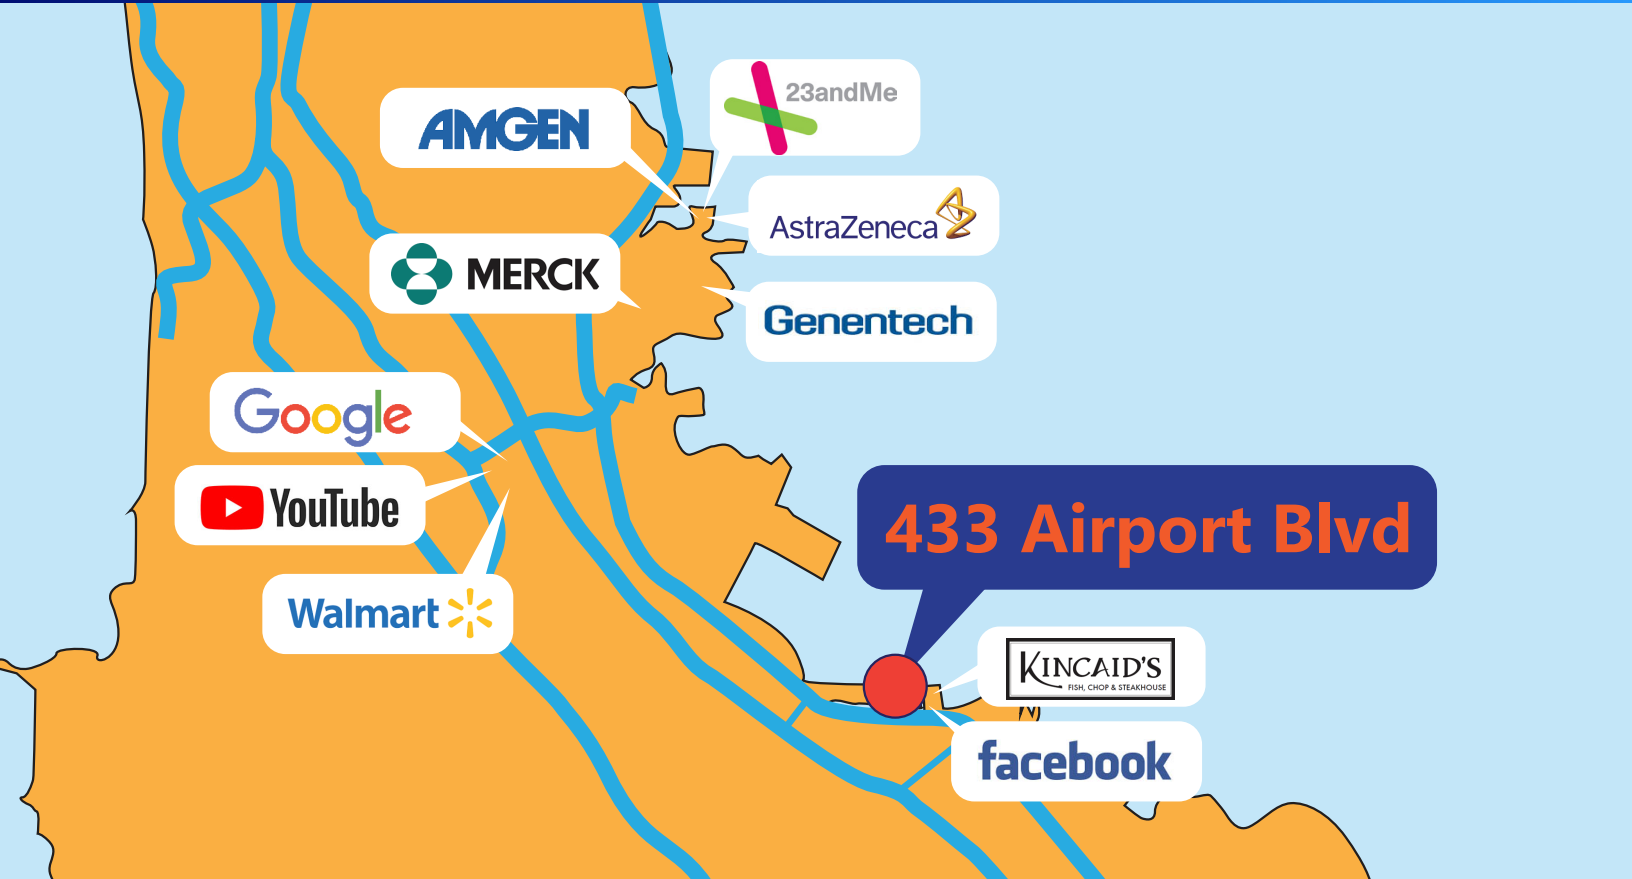 AMGEN
23andMe
AstraZeneca
MERCK
Genentech
Google
YouTube
433 Airport Blvd
Walmart
KINCAID'S
FISH, CHOP & STEAKHOUSE
facebook